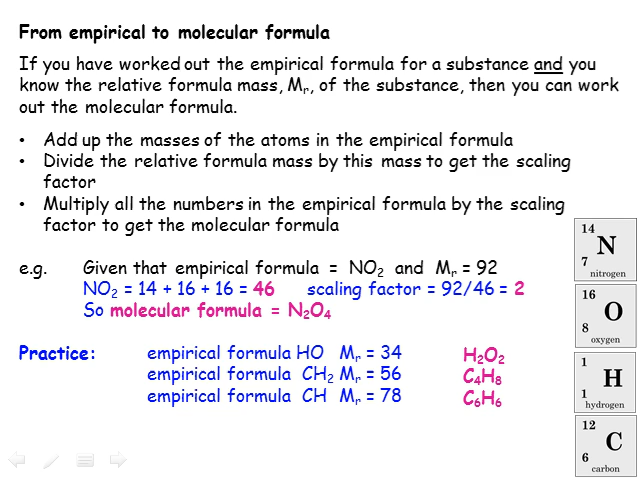 From empirical to molecular formula
If you have worked out the empirical formula for a substance and you
know the relative formula mass, Mᵣ, of the substance, then you can work
out the molecular formula.
• Add up the masses of the atoms in the empirical formula
• Divide the relative formula mass by this mass to get the scaling
factor
• Multiply all the numbers in the empirical formula by the scaling
factor to get the molecular formula
e.g. Given that empirical formula = NO₂ and Mᵣ = 92
NO₂ = 14 + 16 + 16 = 46 scaling factor = 92/46 = 2
So molecular formula = N₂O₄
Practice: empirical formula HO Mᵣ = 34 H₂O₂
empirical formula CH₂ Mᵣ = 56 C₄H₈
empirical formula CH Mᵣ = 78 C₆H₆
14
N
7
nitrogen
16
O
8
oxygen
1
H
1
hydrogen
12
C
6
carbon